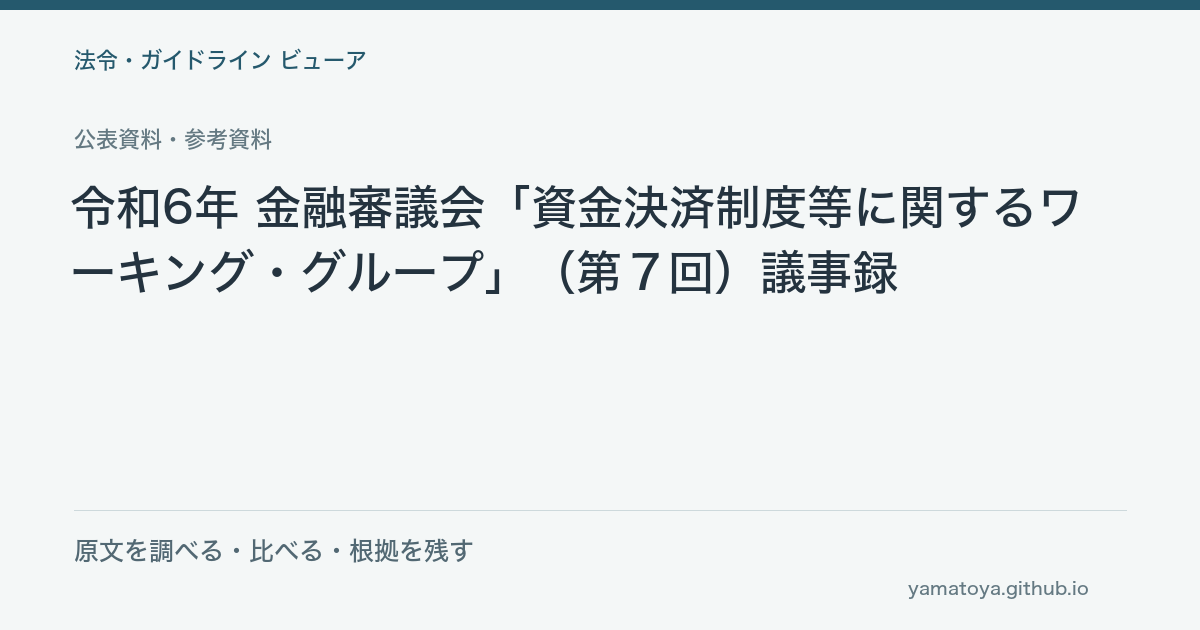 法令・ガイドライン ビューア
公表資料・参考資料
令和6年 金融審議会「資金決済制度等に関するワ
ーキング・グループ」（第７回）議事録
原文を調べる・比べる・根拠を残す
yamatoya.github.io